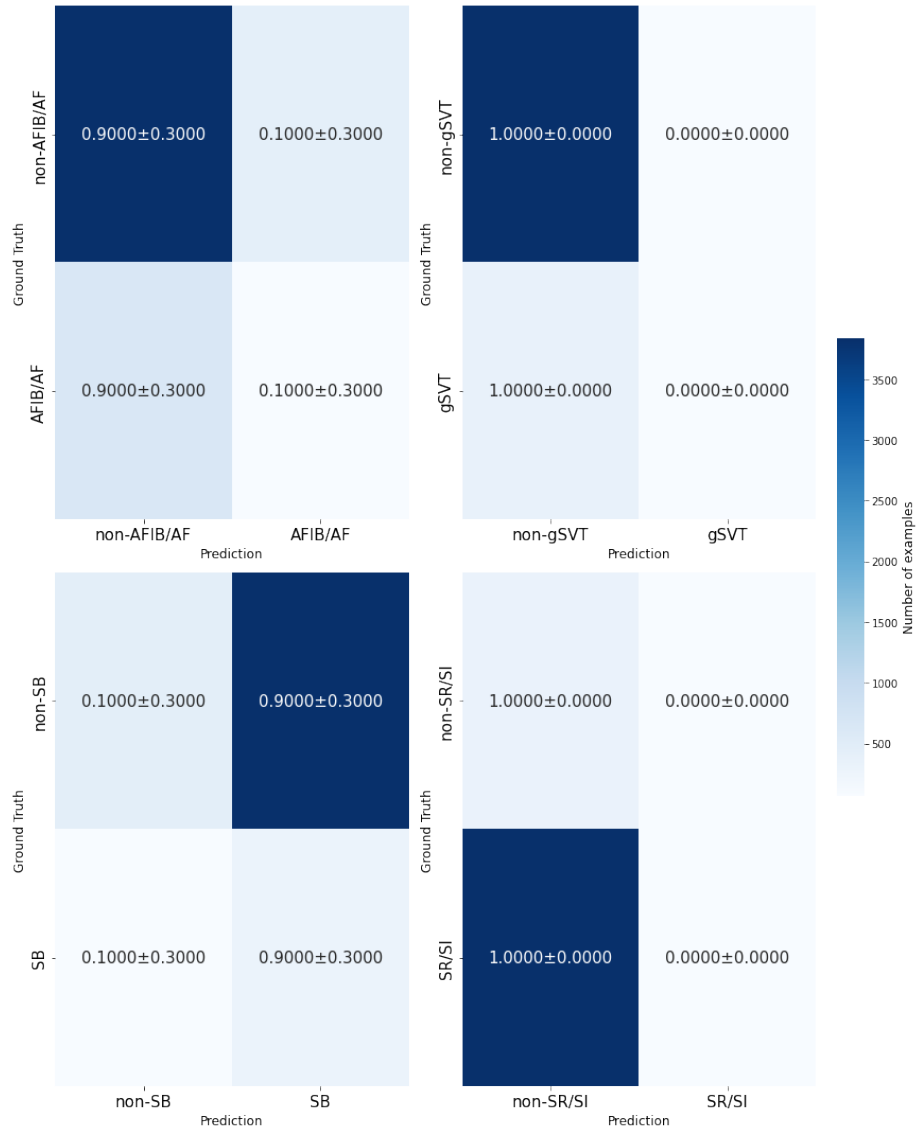 non-AFIB/AF
0.9000±0.3000
0.1000±0.3000
Ground Truth
AFIB/AF
0.9000±0.3000
0.1000±0.3000
non-AFIB/AF
AFIB/AF
Prediction
non-gSVT
1.0000±0.0000
0.0000±0.0000
Ground Truth
gSVT
1.0000±0.0000
0.0000±0.0000
non-gSVT
gSVT
Prediction
non-SB
0.1000±0.3000
0.9000±0.3000
Ground Truth
SB
0.1000±0.3000
0.9000±0.3000
non-SB
SB
Prediction
non-SR/SI
1.0000±0.0000
0.0000±0.0000
Ground Truth
SR/SI
1.0000±0.0000
0.0000±0.0000
non-SR/SI
SR/SI
Prediction
3500
3000
2500
2000
1500
1000
500
Number of examples